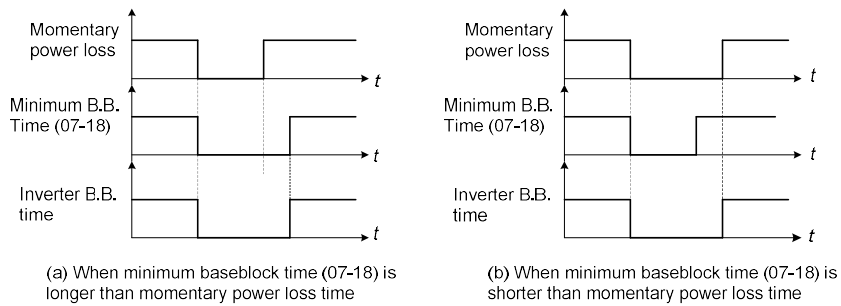 Momentary
power loss
t
Minimum B.B.
Time (07-18)
t
Inverter B.B.
time
t
(a) When minimum baseblock time (07-18) is
longer than momentary power loss time
Momentary
power loss
t
Minimum B.B.
Time (07-18)
t
Inverter B.B.
time
t
(b) When minimum baseblock time (07-18) is
shorter than momentary power loss time